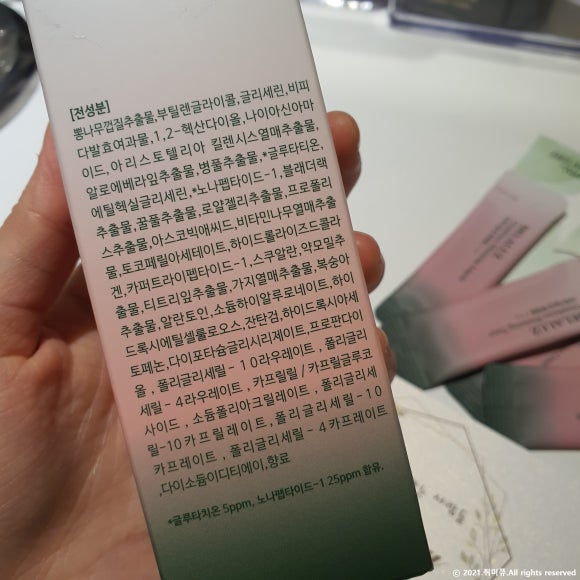 [전성분]
뽕나무껍질추출물,부틸렌글라이콜,글리세린,비피
다발효여과물,1,2-헥산다이올,나이아신아마
이드,아리스토텔리아 킬렌시스열매추출물,
알로에베라잎추출물,병풀추출물,*글루타티온,
에틸헥실글리세린,*노나펩타이드-1,블래더랙
추출물,꿀풀추출물,로얄젤리추출물,프로폴리
스추출물,아스코빅애씨드,비타민나무열매추출
물,토코페릴아세테이트,하이드롤라이즈드콜라
겐,카퍼트라이펩타이드-1,스쿠알란,약모밀추
출물,티트리잎추출물,가지열매추출물,복숭아
추출물,알란토인,소듐하이알루로네이트,하이
드록시에틸셀룰로오스,잔탄검,하이드록시아세
토페논,다이포타슘글리시리제이트,프로판다이
올,폴리글리세릴-10라우레이트,폴리글리
세릴-4라우레이트,카프릴릴/카프릴글루코
사이드,소듐폴리아크릴레이트,폴리글리세
릴-10카프릴레이트,폴리글리세릴-10
카프레이트,폴리글리세릴-4카프레이트
,다이소듐이디티에이,향료
*글루타치온 5ppm, 노나펩타이드-1 25ppm 함유.
ⓒ 2021.취미뷰.All rights reserved